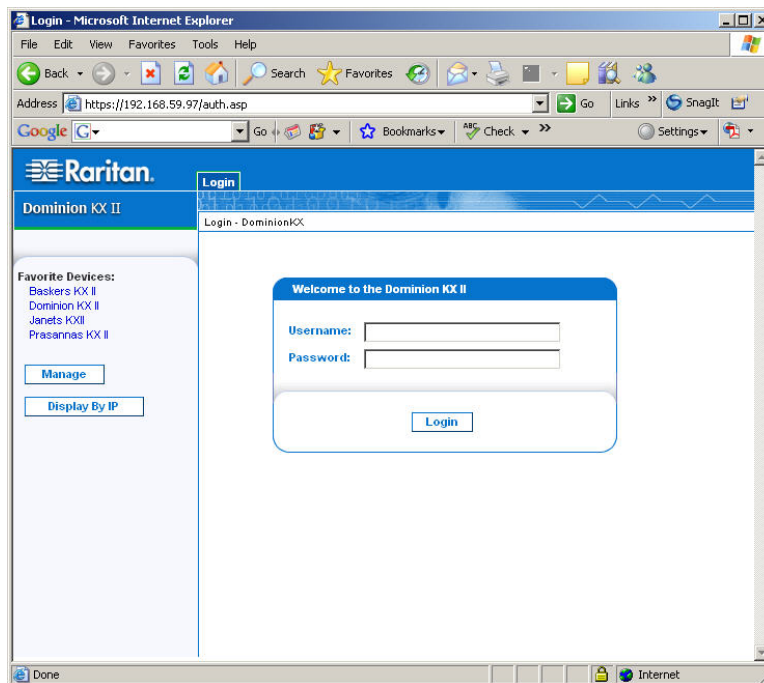 Login - Microsoft Internet Explorer
File Edit View Favorites Tools Help
Back Search Favorites
Address https://192.168.59.97/auth.asp Go Links » SnagIt
Google G Go Bookmarks ABC Check » Settings
Raritan.
Login
Dominion KX II
Login - DominionKX
Favorite Devices:
Baskers KX II
Dominion KX II
Janets KXII
Prasannas KX II
Manage
Display By IP
Welcome to the Dominion KX II
Username:
Password:
Login
Done Internet